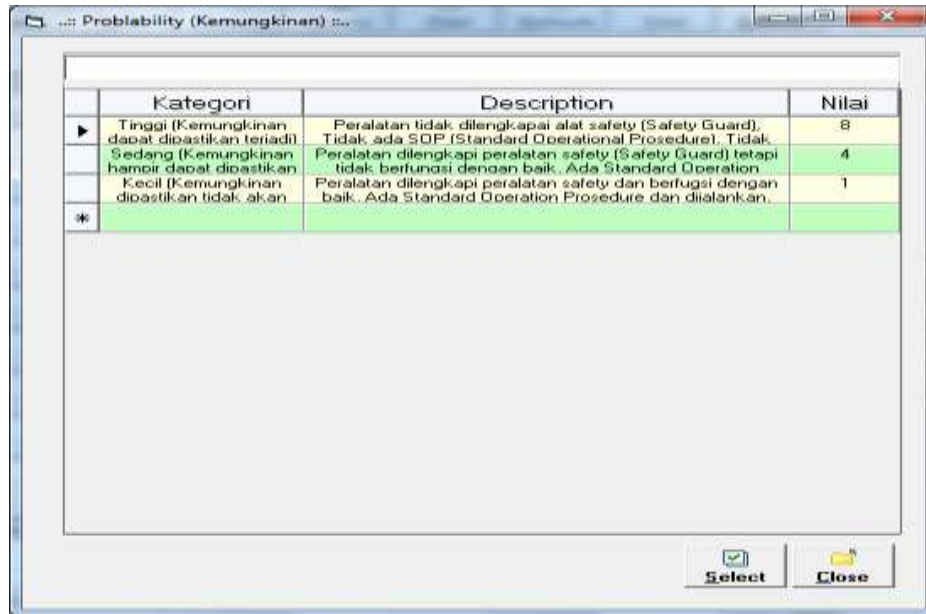 ..:: Problability (Kemungkinan) ::..
Kategori Description Nilai
Tinggi (Kemungkinan Peralatan tidak dilengkapai alat safety (Safety Guard), 8
dapat dipastikan terjadi) Tidak ada SOP (Standard Operational Prosedure). Tidak
Sedang (Kemungkinan Peralatan dilengkapi peralatan safety (Safety Guard) tetapi 4
hampir dapat dipastikan tidak berfungsi dengan baik. Ada Standard Operation
Kecil (Kemungkinan Peralatan dilengkapi peralatan safety dan berfugsi dengan 1
dipastikan tidak akan baik. Ada Standard Operation Prosedure dan dijalankan.
Select Close